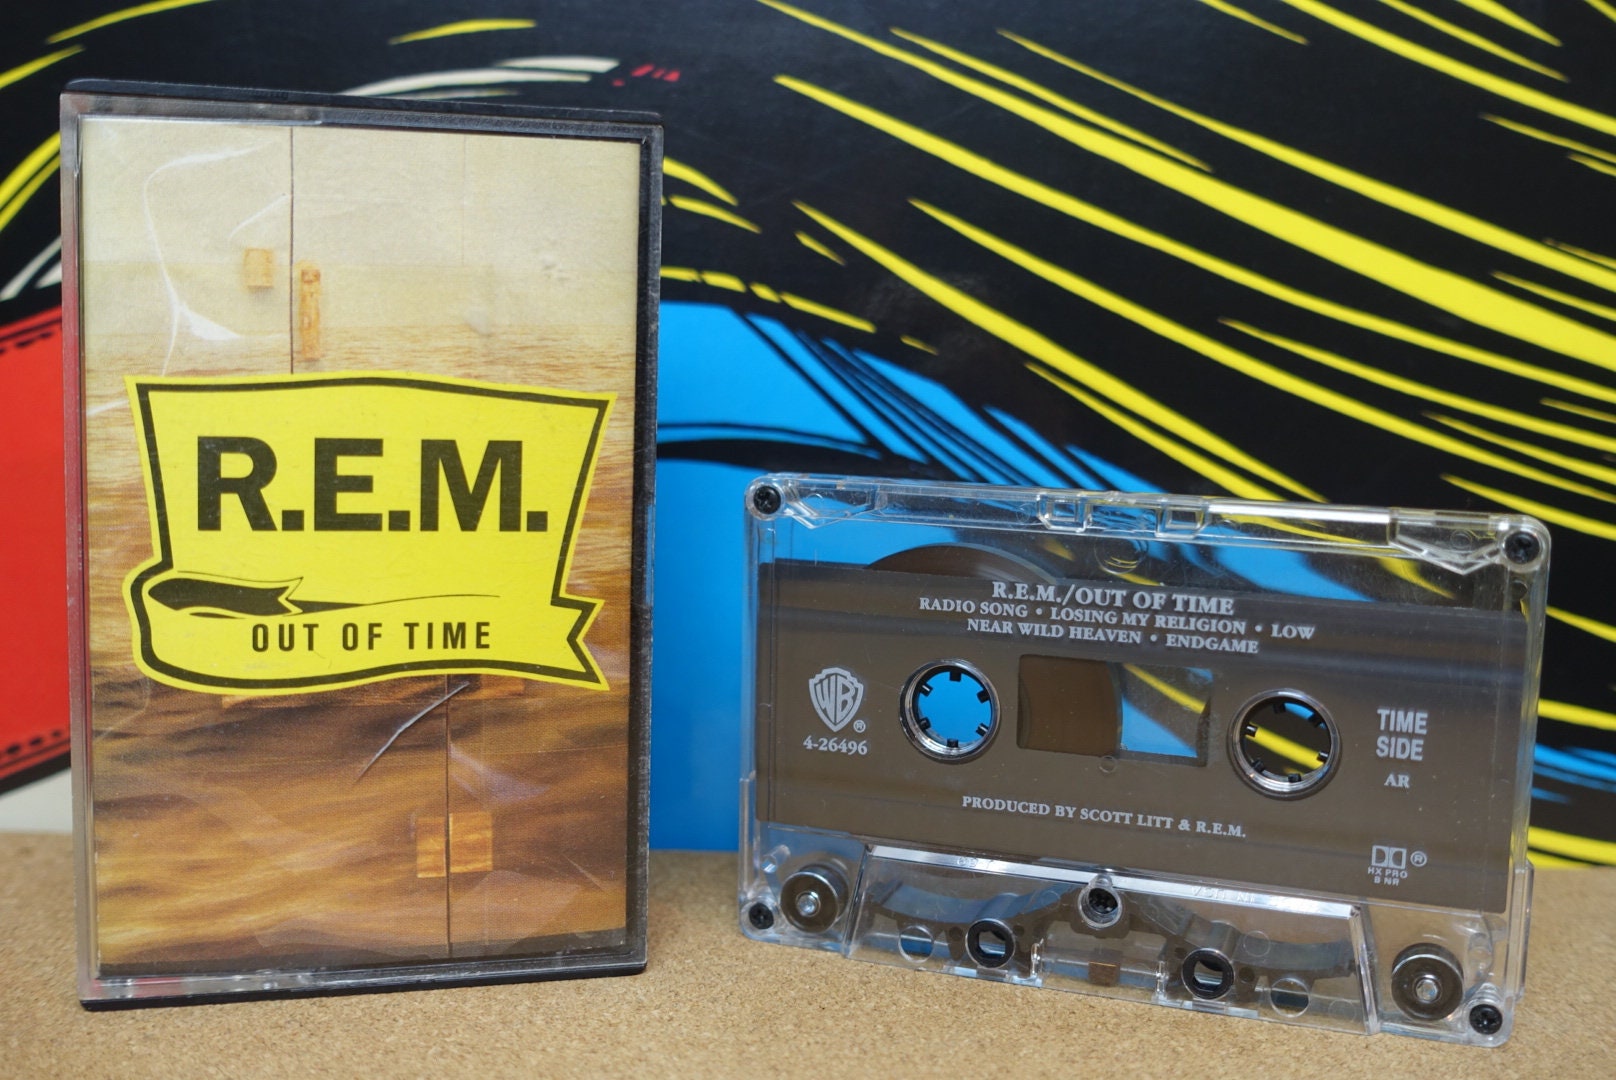 R.E.M.
OUT OF TIME
R.E.M./OUT OF TIME
RADIO SONG • LOSING MY RELIGION • LOW
NEAR WILD HEAVEN • ENDGAME
WB®
4-26496
TIME
SIDE
AR
PRODUCED BY SCOTT LITT & R.E.M.
®
HX PRO
B NR